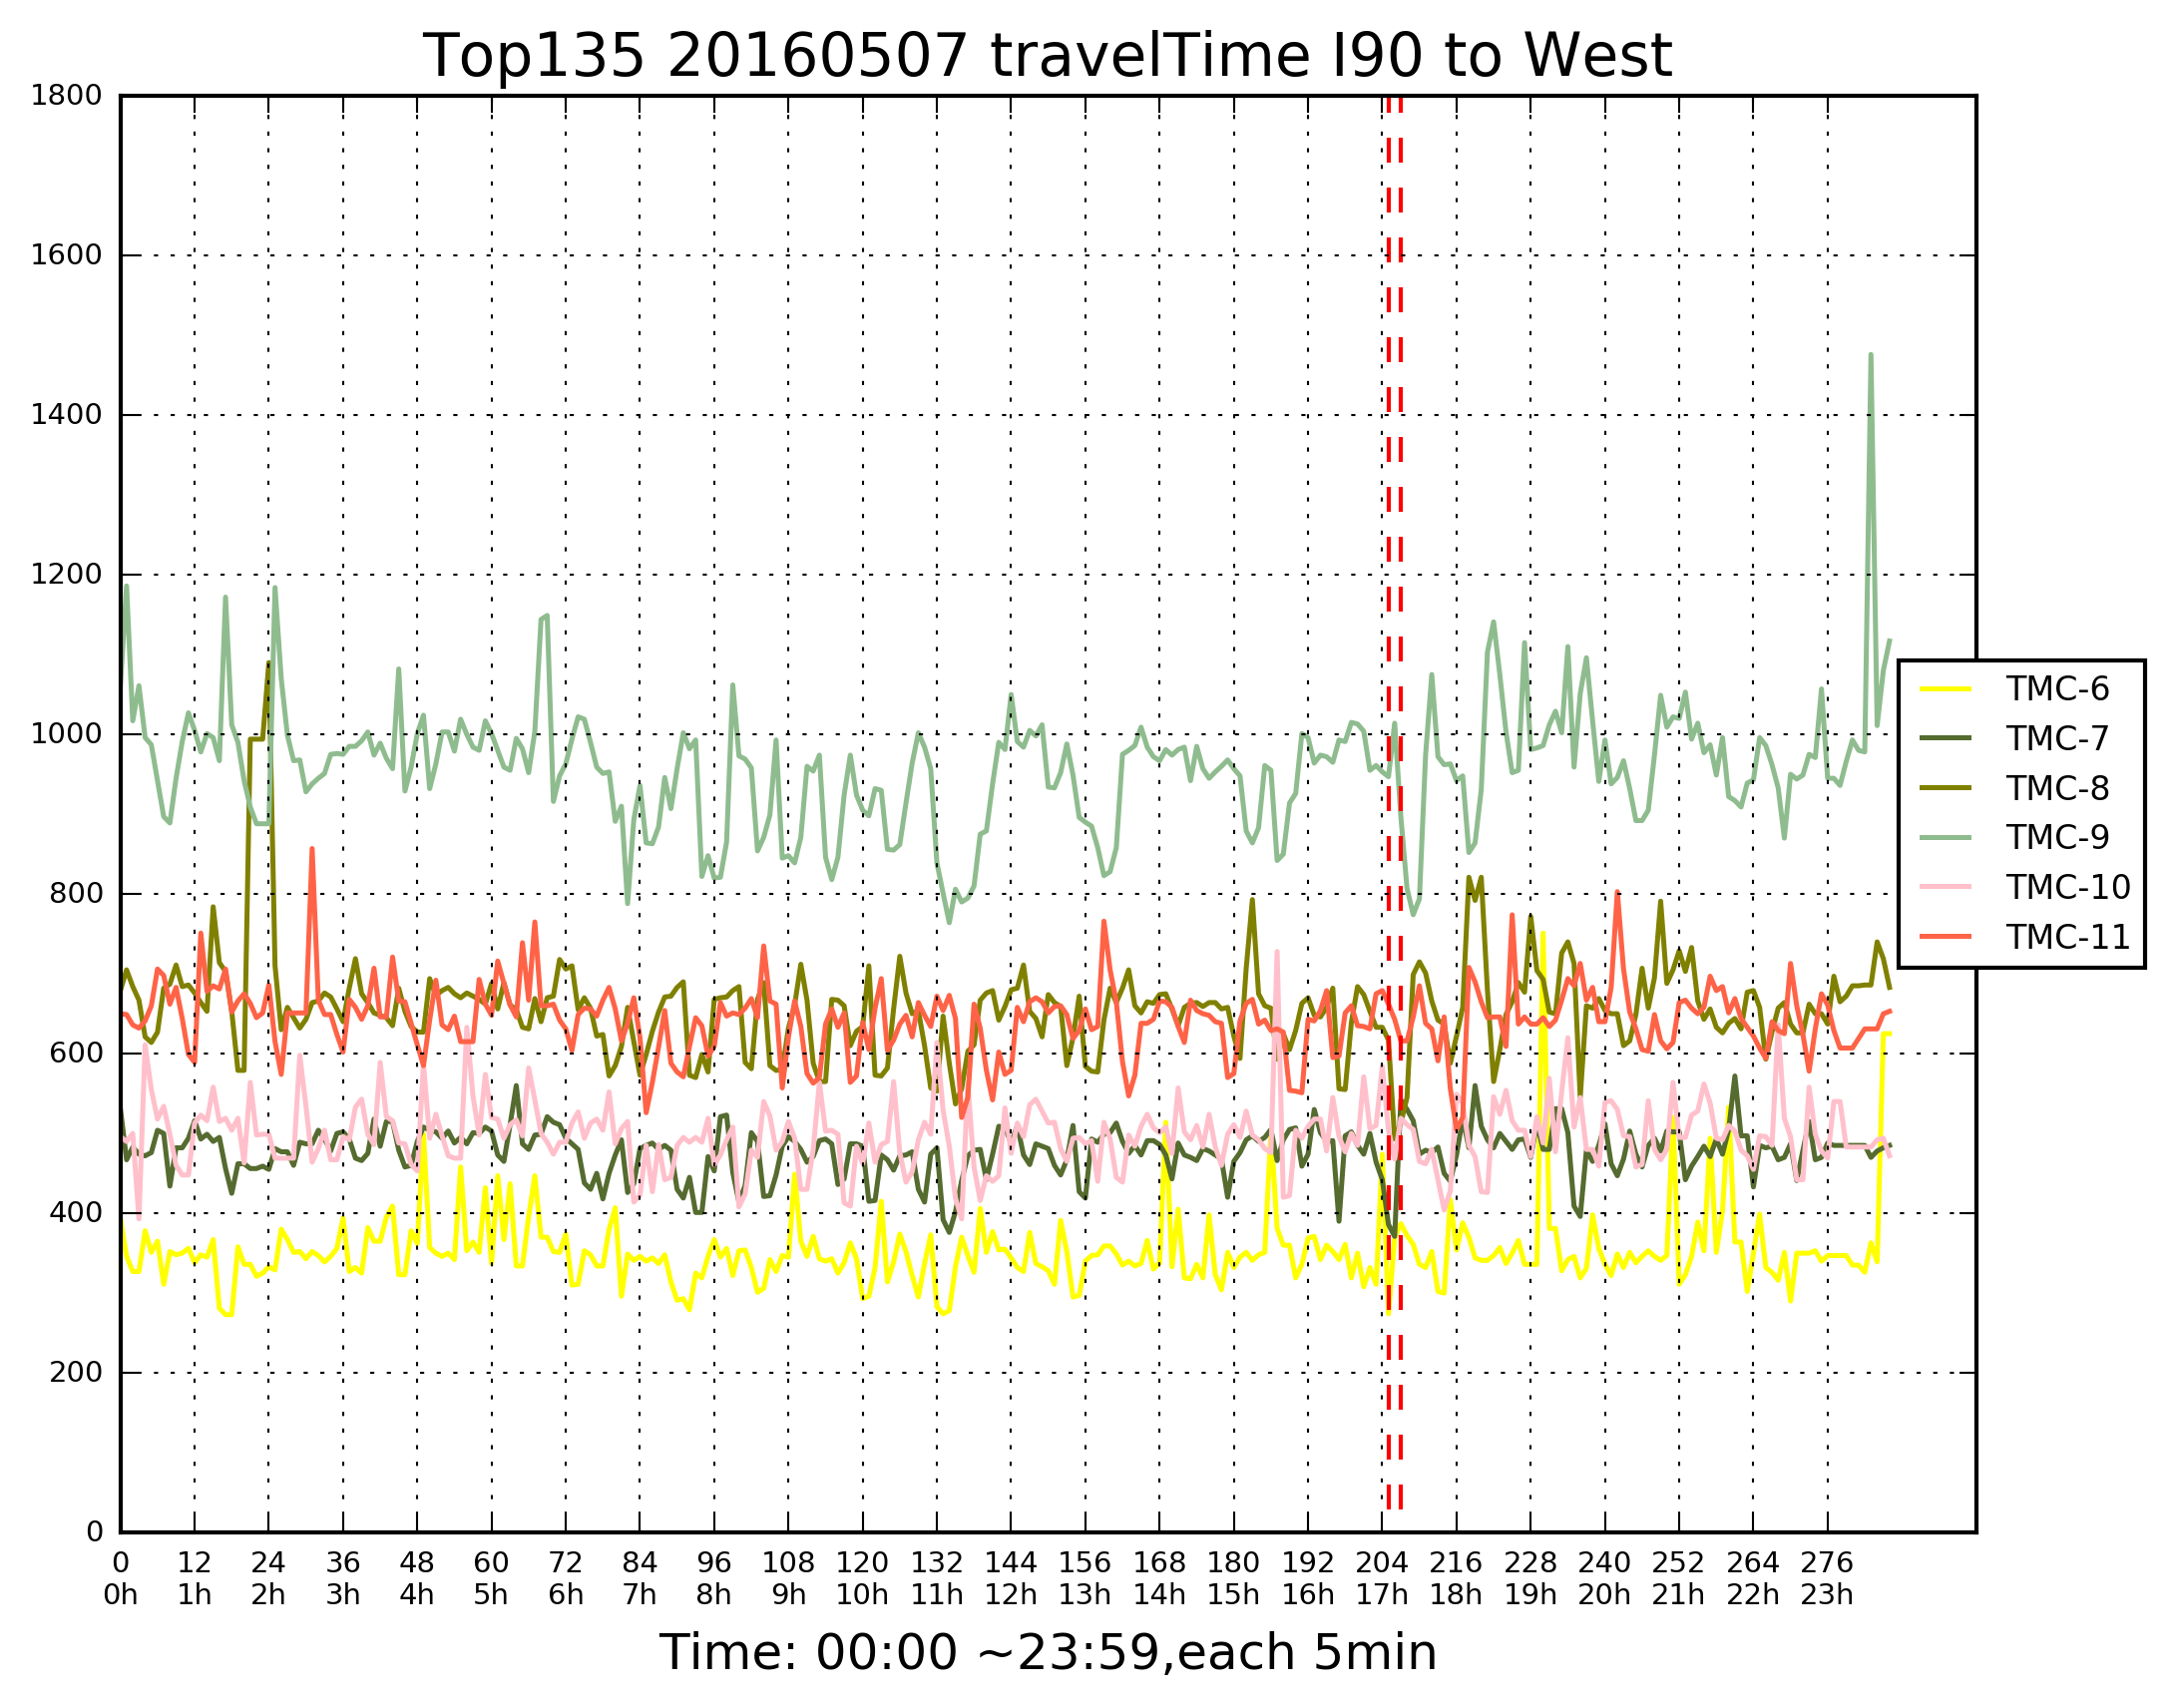 Top135 20160507 travelTime I90 to West
1800
1600
1400
1200
1000
800
600
400
200
0
TMC-6
TMC-7
TMC-8
TMC-9
TMC-10
TMC-11
0 12 24 36 48 60 72 84 96 108 120 132 144 156 168 180 192 204 216 228 240 252 264 276
0h 1h 2h 3h 4h 5h 6h 7h 8h 9h 10h 11h 12h 13h 14h 15h 16h 17h 18h 19h 20h 21h 22h 23h
Time: 00:00 ~23:59,each 5min